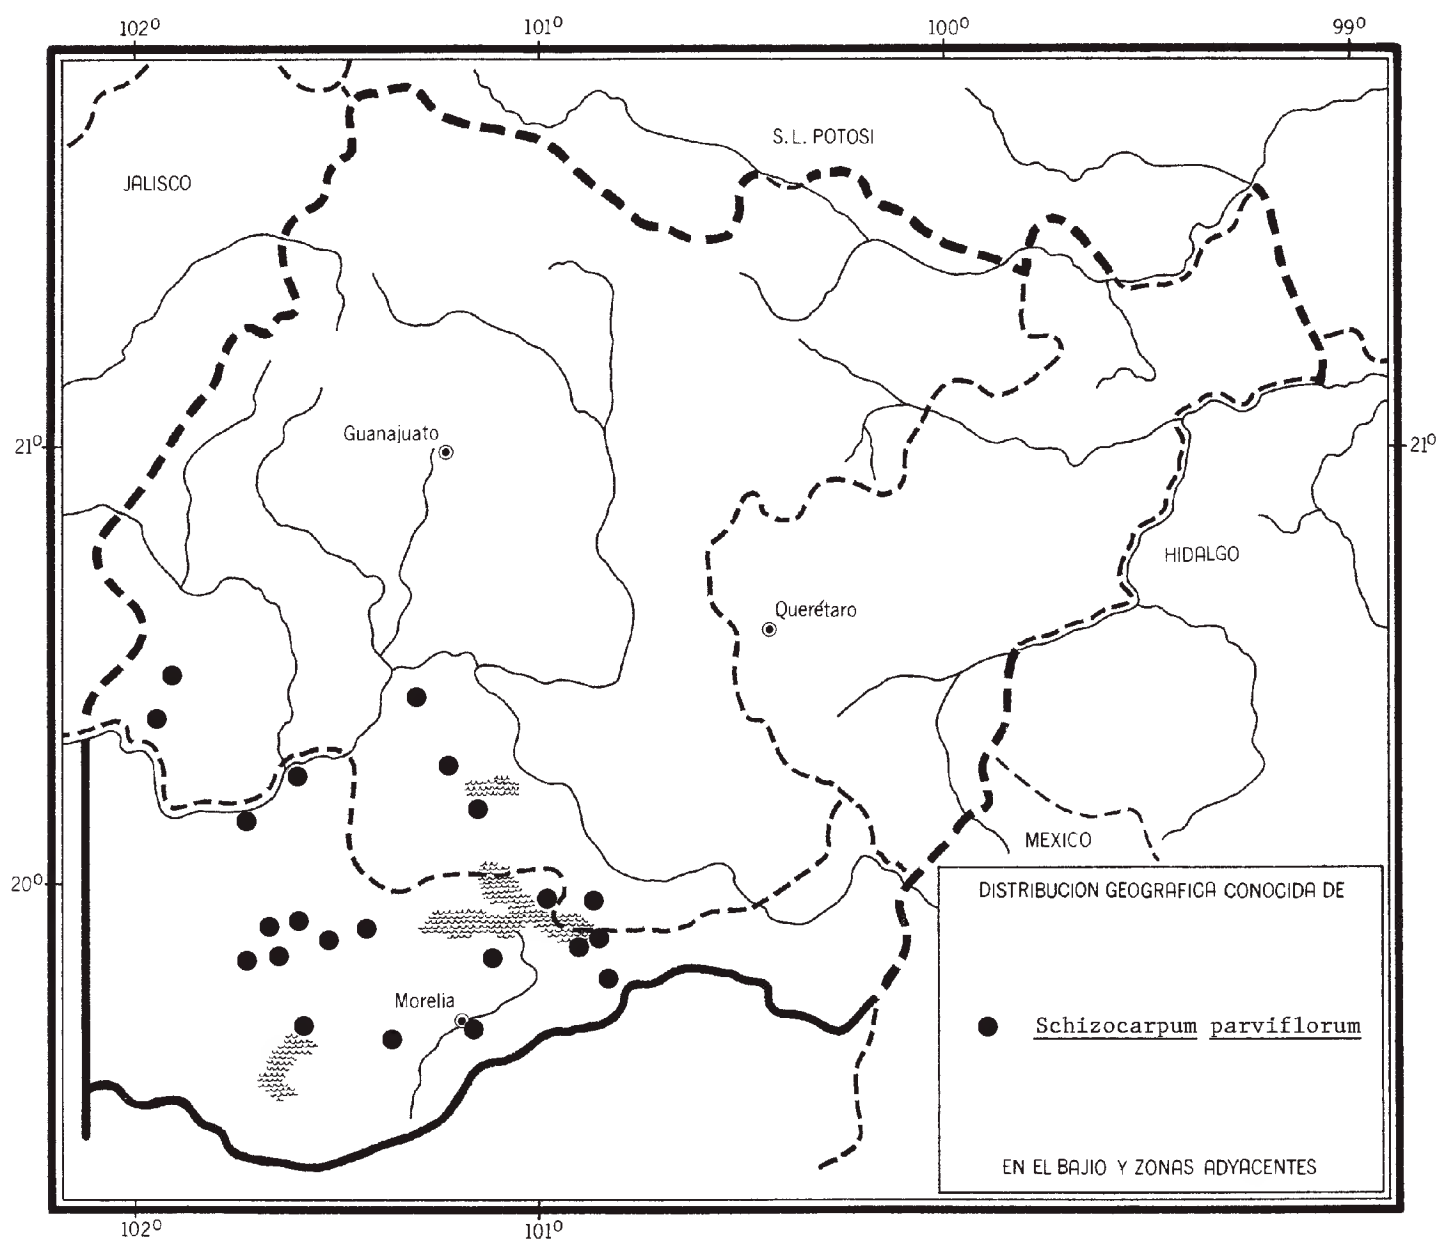 102° 101° 100° 99°
S. L. POTOSI
JALISCO
Guanajuato
21° 21°
HIDALGO
Querétaro
MEXICO
20°
DISTRIBUCION GEOGRAFICA CONOCIDA DE
Morelia
Schizocarpum parviflorum
EN EL BAJIO Y ZONAS ADYACENTES
102° 101°